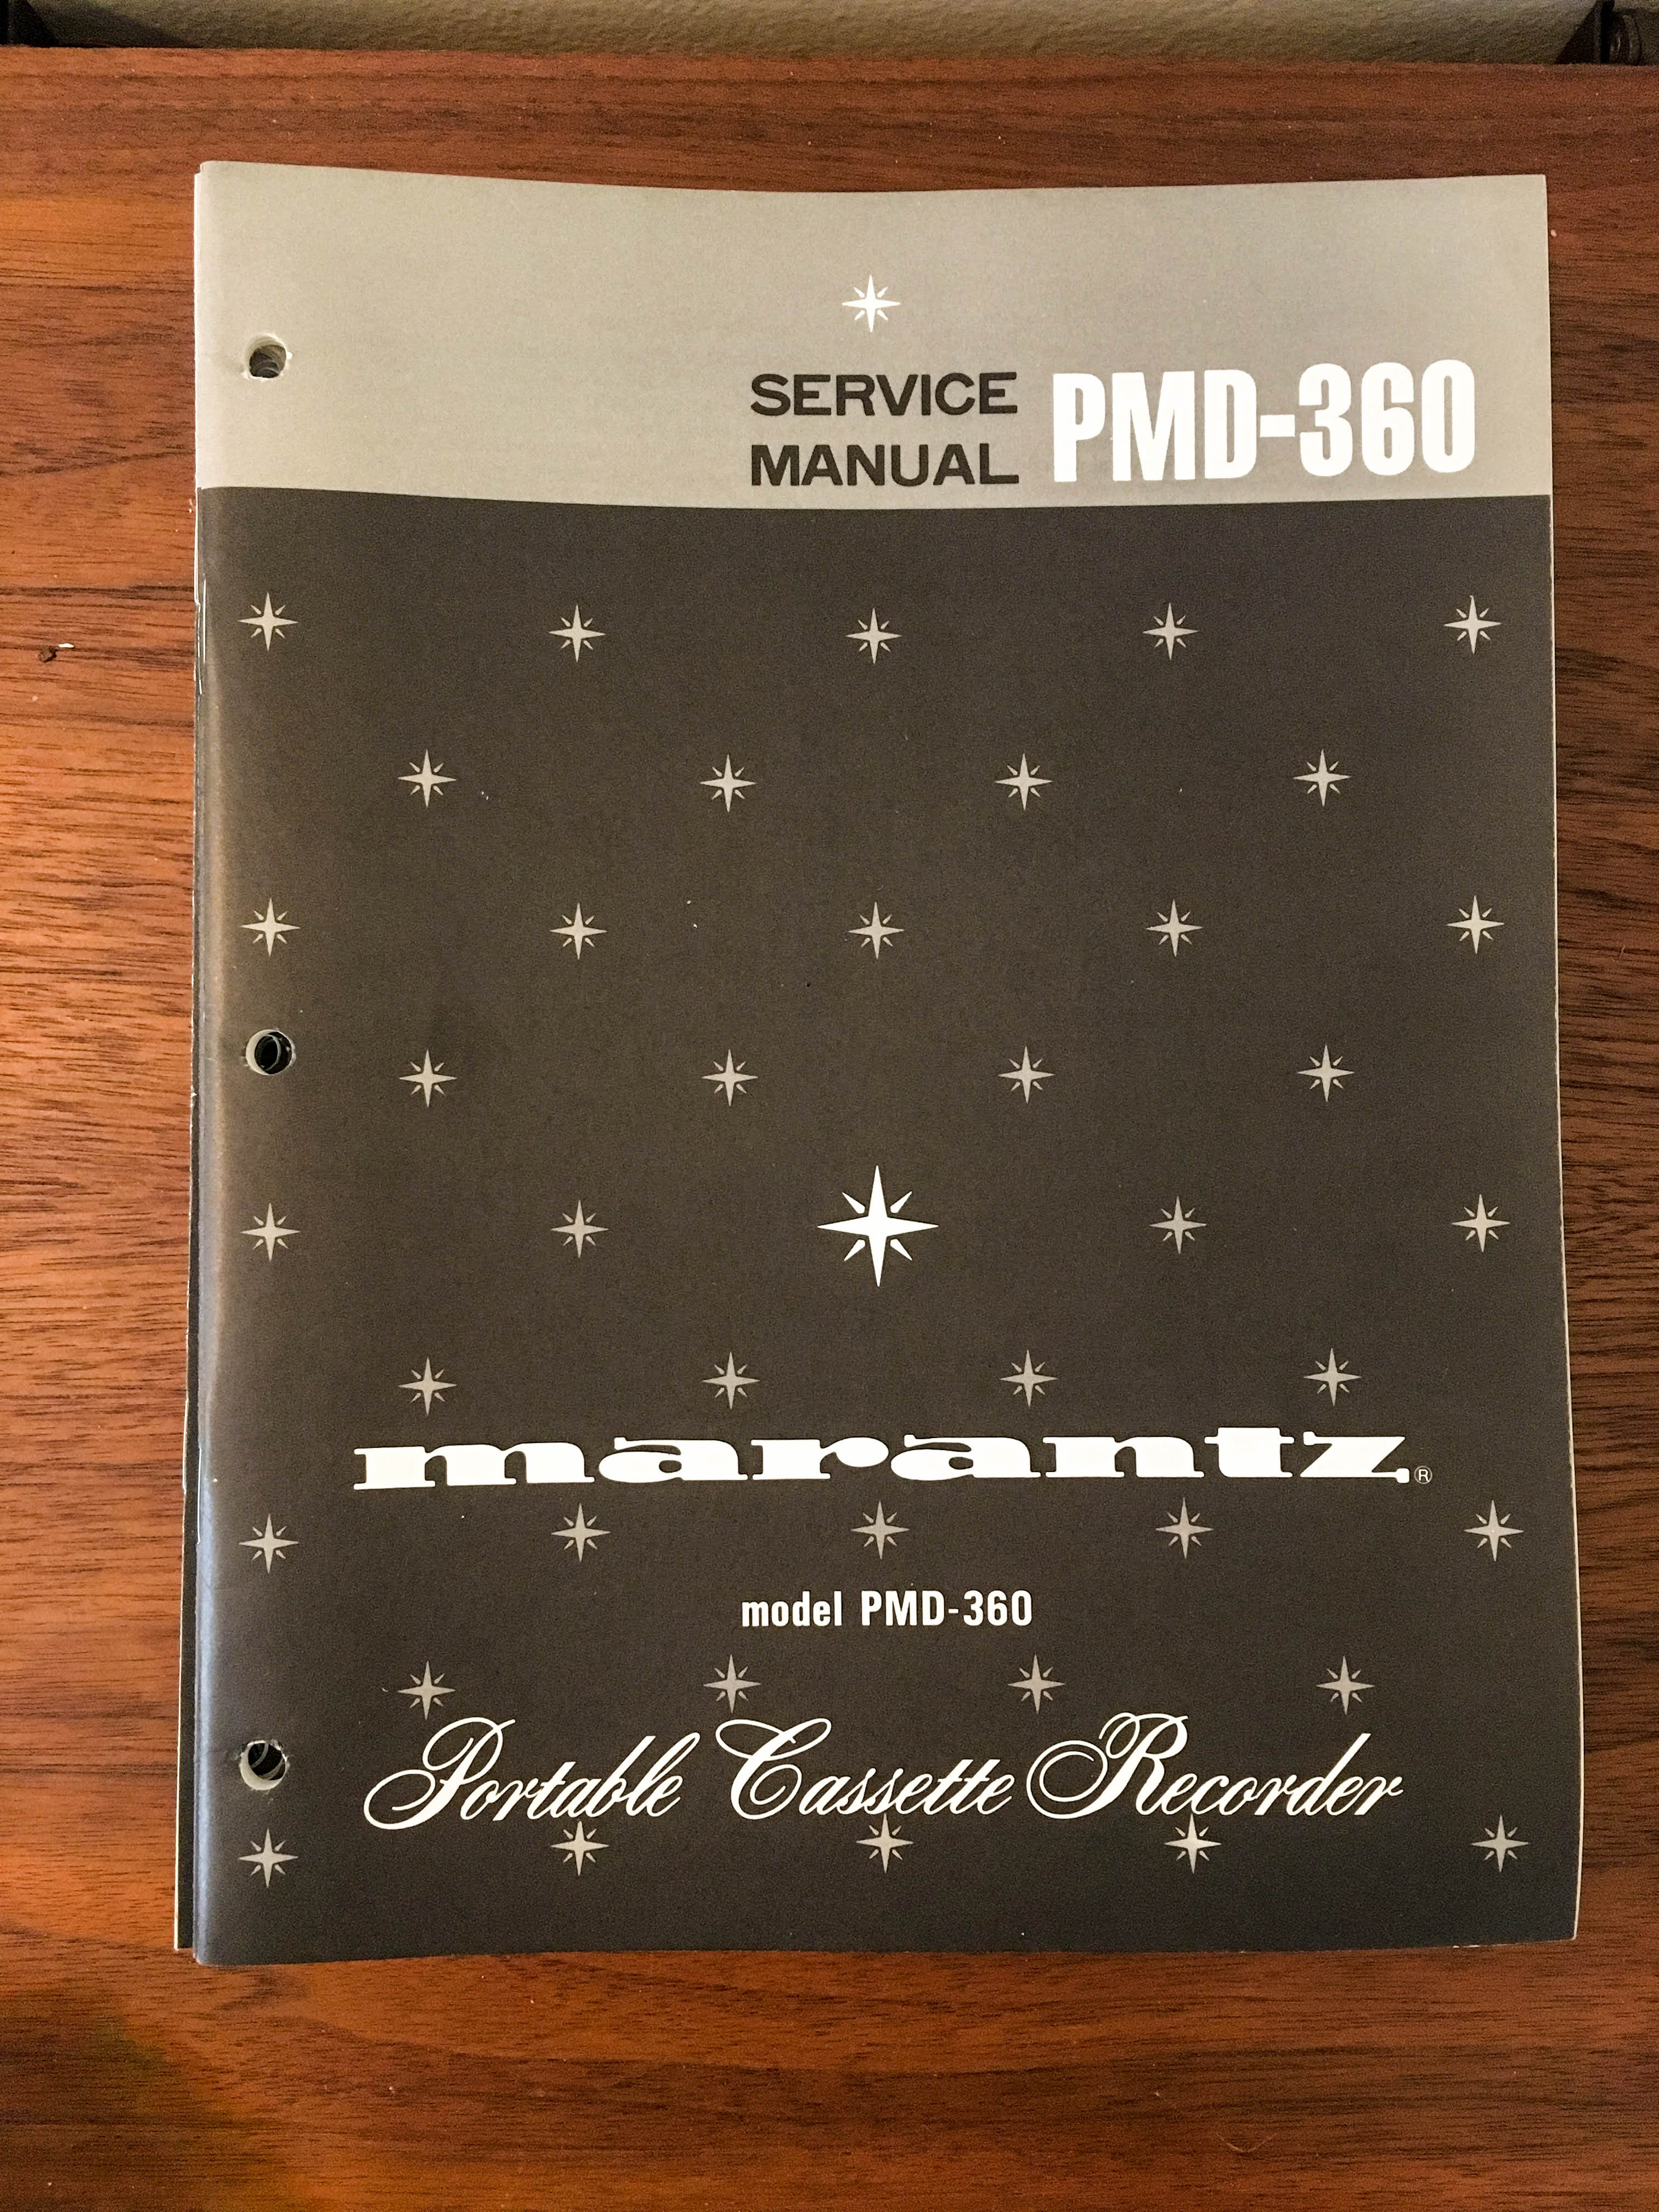 SERVICE
MANUAL
PMD-360
marantz®
model PMD-360
Portable Cassette Recorder